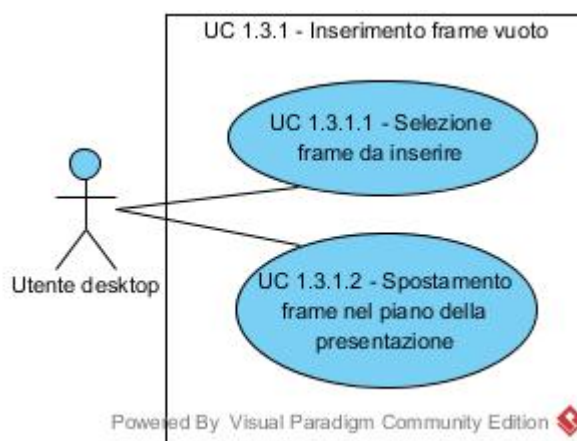 UC 1.3.1 - Inserimento frame vuoto
UC 1.3.1.1 - Selezione
frame da inserire
Utente desktop
UC 1.3.1.2 - Spostamento
frame nel piano della
presentazione
Powered By Visual Paradigm Community Edition